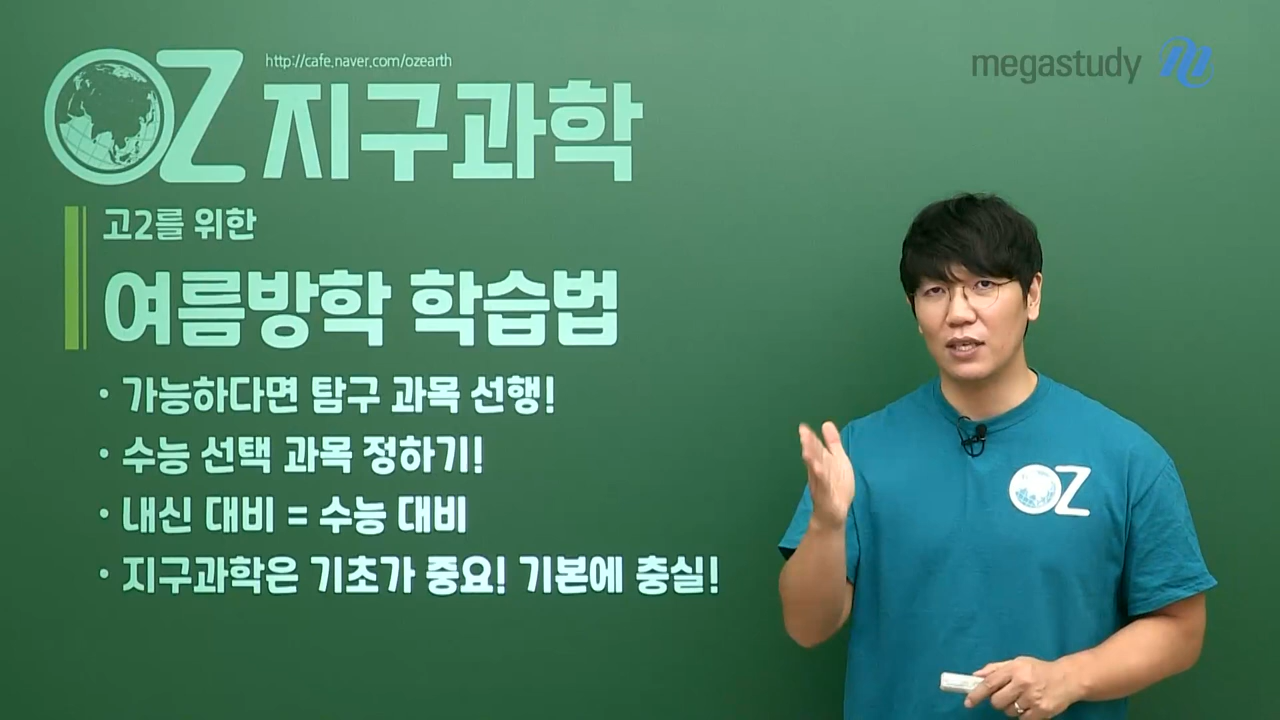 http://cafe.naver.com/ozearth
OZ 지구과학
megastudy
고2를 위한
여름방학 학습법
· 가능하다면 탐구 과목 선행!
· 수능 선택 과목 정하기!
· 내신 대비 = 수능 대비
· 지구과학은 기초가 중요! 기본에 충실!
OZ